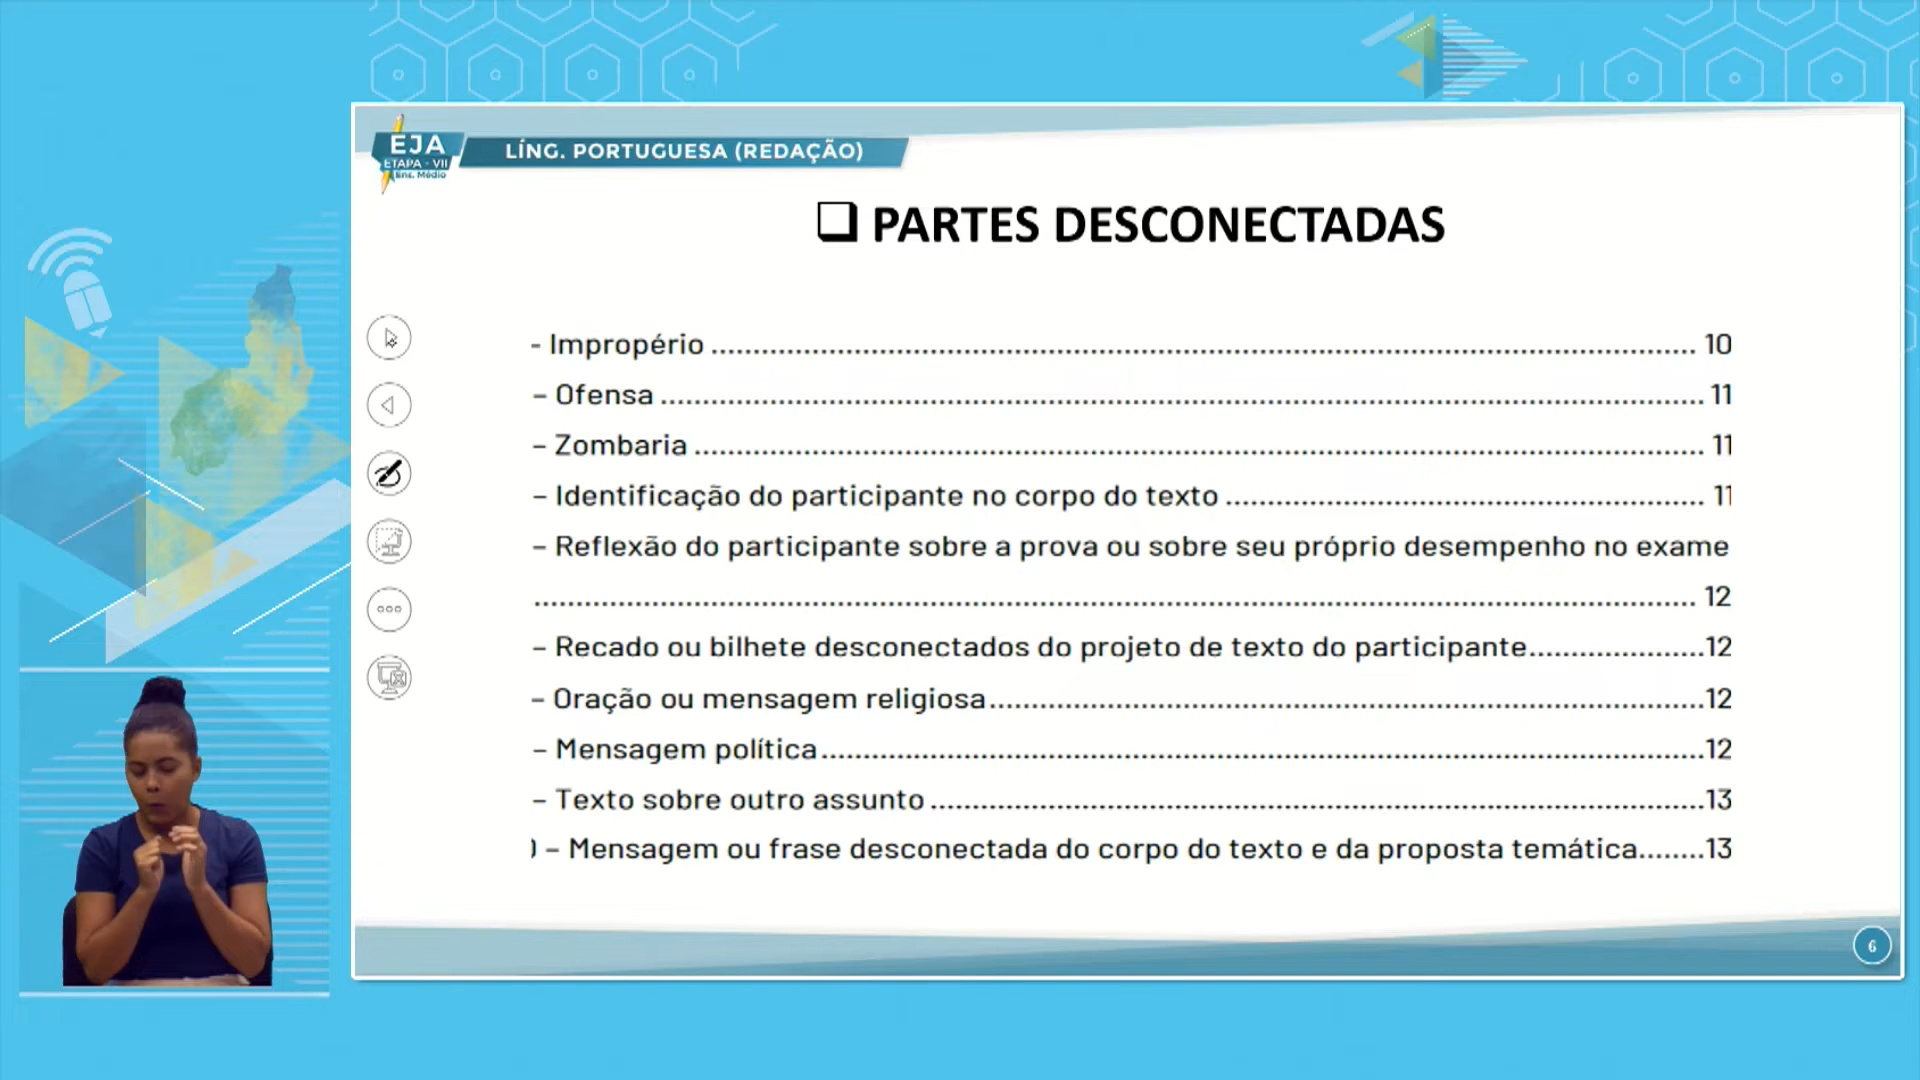 EJA
ETAPA - VII
Ens. Médio
LÍNG. PORTUGUESA (REDAÇÃO)
❑ PARTES DESCONECTADAS
- Impropério ........................................................................................................................ 10
– Ofensa .............................................................................................................................. 11
– Zombaria .......................................................................................................................... 11
– Identificação do participante no corpo do texto .......................................................... 11
– Reflexão do participante sobre a prova ou sobre seu próprio desempenho no exame
............................................................................................................................................ 12
– Recado ou bilhete desconectados do projeto de texto do participante.....................12
– Oração ou mensagem religiosa.......................................................................................12
– Mensagem política...........................................................................................................12
– Texto sobre outro assunto ..............................................................................................13
) – Mensagem ou frase desconectada do corpo do texto e da proposta temática........13
6